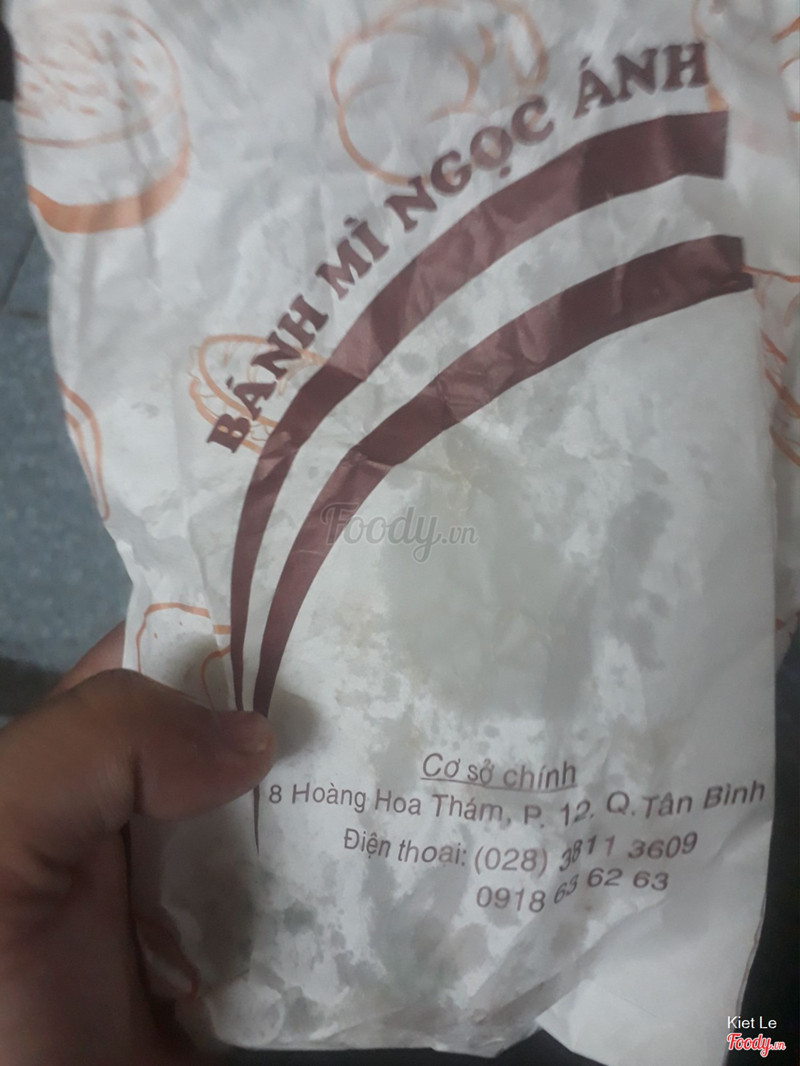 BÁNH MÌ NGỌC ÁNH
Foody.vn
Cơ sở chính
8 Hoàng Hoa Thám, P. 12. Q. Tân Bình
Điện thoại: (028) 3811 3609
0918 63 62 63
Kiet Le
Foody.vn